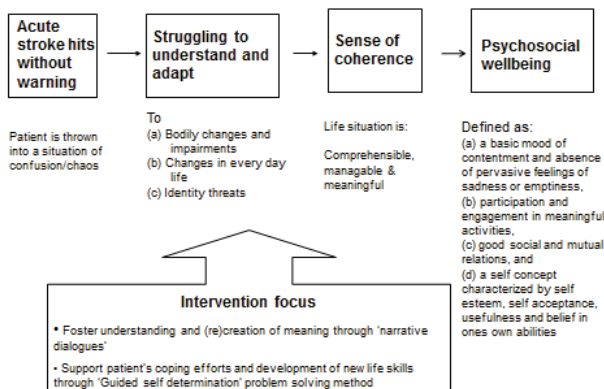 Acute
stroke hits
without
warning
Struggling to
understand and
adapt
Sense of
coherence
Psychosocial
wellbeing
Patient is thrown
into a situation of
confusion/chaos
To
(a) Bodily changes and
impairments
(b) Changes in every day
life
(c) Identity threats
Life situation is:
Comprehensible,
managable &
meaningful
Defined as:
(a) a basic mood of
contentment and absence
of pervasive feelings of
sadness or emptiness,
(b) participation and
engagement in meaningful
activities,
(c) good social and mutual
relations, and
(d) a self concept
characterized by self
esteem, self acceptance,
usefulness and belief in
ones own abilities
Intervention focus
• Foster understanding and (re)creation of meaning through 'narrative
dialogues'
• Support patient's coping efforts and development of new life skills
through 'Guided self determination' problem solving method